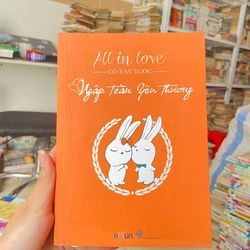 All in love
CỐ TÂY TƯỚC
Ngập Tràn Yêu Thương